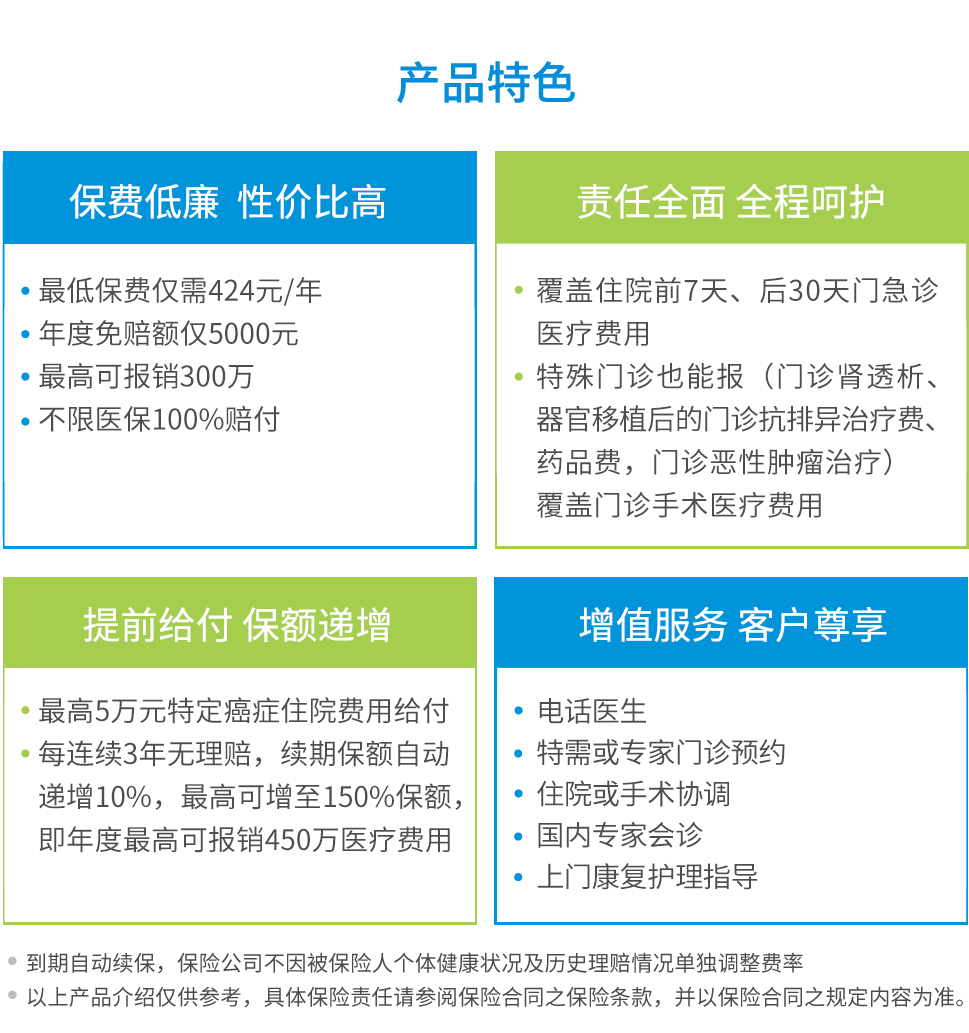 产品特色
保费低廉 性价比高
• 最低保费仅需424元/年
• 年度免赔额仅5000元
• 最高可报销300万
• 不限医保100%赔付
责任全面 全程呵护
• 覆盖住院前7天、后30天门急诊
医疗费用
• 特殊门诊也能报（门诊肾透析、
器官移植后的门诊抗排异治疗费、
药品费，门诊恶性肿瘤治疗）
覆盖门诊手术医疗费用
提前给付 保额递增
• 最高5万元特定癌症住院费用给付
• 每连续3年无理赔，续期保额自动
递增10%，最高可增至150%保额，
即年度最高可报销450万医疗费用
增值服务 客户尊享
• 电话医生
• 特需或专家门诊预约
• 住院或手术协调
• 国内专家会诊
• 上门康复护理指导
• 到期自动续保，保险公司不因被保险人个体健康状况及历史理赔情况单独调整费率
• 以上产品介绍仅供参考，具体保险责任请参阅保险合同之保险条款，并以保险合同之规定内容为准。